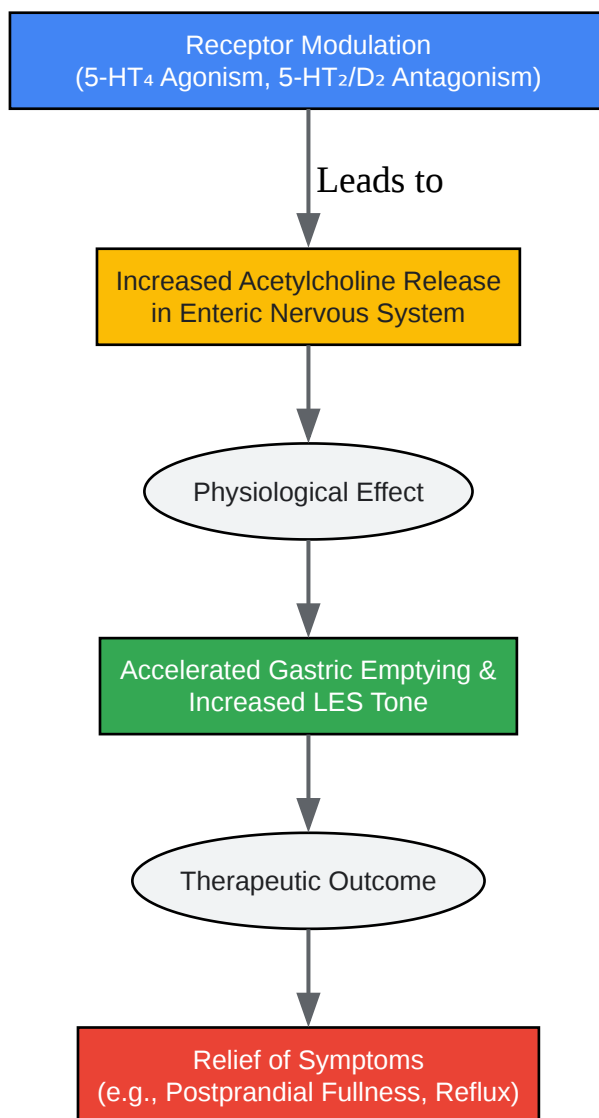 Receptor Modulation
(5-HT₄ Agonism, 5-HT₂/D₂ Antagonism)
Leads to
Increased Acetylcholine Release
in Enteric Nervous System
Physiological Effect
Accelerated Gastric Emptying &
Increased LES Tone
Therapeutic Outcome
Relief of Symptoms
(e.g., Postprandial Fullness, Reflux)